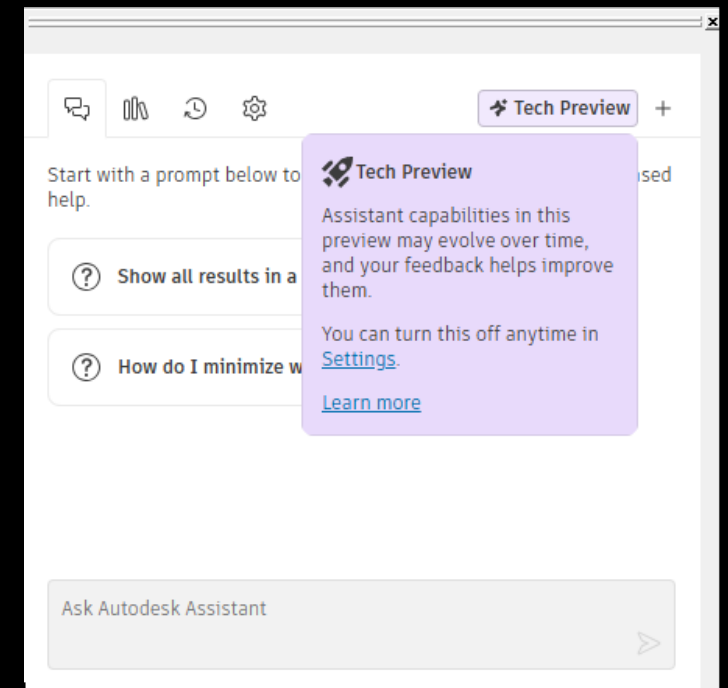 Tech Preview
Start with a prompt below to
help.
Tech Preview
Assistant capabilities in this
preview may evolve over time,
and your feedback helps improve
them.
You can turn this off anytime in
Settings.
Learn more
Show all results in a
How do I minimize
Ask Autodesk Assistant